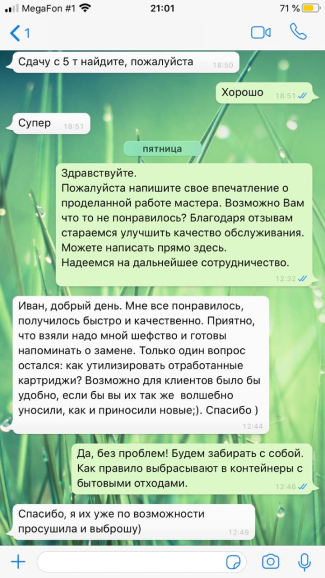 MegaFon #1
21:01
71 %
1
Сдачу с 5 т найдите, пожалуйста
18:50
Хорошо
18:51
Супер
18:51
пятница
Здравствуйте.
Пожалуйста напишите свое впечатление о
проделанной работе мастера. Возможно Вам
что то не понравилось? Благодаря отзывам
стараемся улучшить качество обслуживания.
Можете написать прямо здесь.
Надеемся на дальнейшее сотрудничество.
12:32
Иван, добрый день. Мне все понравилось,
получилось быстро и качественно. Приятно,
что взяли надо мной шефство и готовы
напоминать о замене. Только один вопрос
остался: как утилизировать отработанные
картриджи? Возможно для клиентов было бы
удобно, если бы вы их так же  волшебно
уносили, как и приносили новые;). Спасибо )
12:44
Да, без проблем! Будем забирать с собой.
Как правило выбрасывают в контейнеры с
бытовыми отходами.
12:46
Спасибо, я их уже по возможности
просушила и выброшу)
12:49